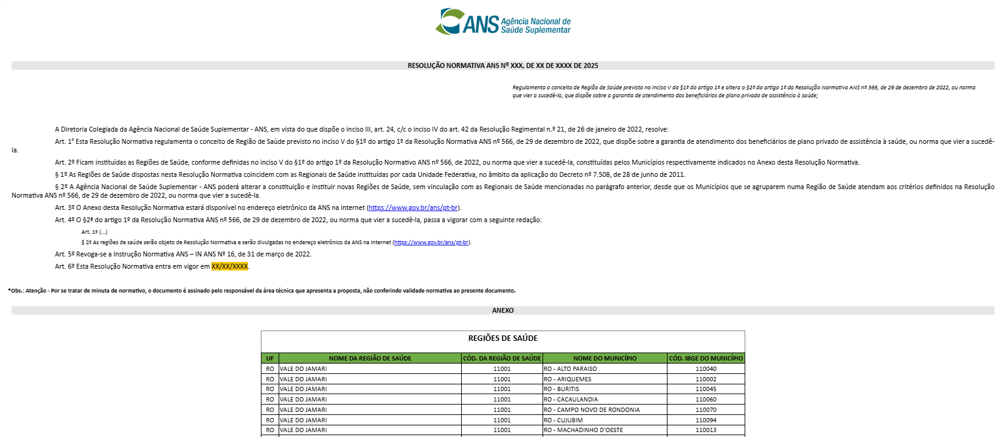 ANS Agência Nacional de
Saúde Suplementar
RESOLUÇÃO NORMATIVA ANS Nº XXX, DE XX DE XXXX DE 2025
Regulamenta o conceito de Região de Saúde previsto no inciso V do §1º do artigo 1º e altera o §2º do artigo 1º da Resolução Normativa ANS nº 566, de 29 de dezembro de 2022, ou norma
que vier a sucedê-la, que dispõe sobre a garantia de atendimento dos beneficiários de plano privado de assistência à saúde;
A Diretoria Colegiada da Agência Nacional de Saúde Suplementar - ANS, em vista do que dispõe o inciso III, art. 24, c/c o inciso IV do art. 42 da Resolução Regimental n.º 21, de 26 de janeiro de 2022, resolve:
Art. 1° Esta Resolução Normativa regulamenta o conceito de Região de Saúde previsto no inciso V do §1º do artigo 1º da Resolução Normativa ANS nº 566, de 29 de dezembro de 2022, que dispõe sobre a garantia de atendimento dos beneficiários de plano privado de assistência à saúde, ou norma que vier a sucedê-
la.
Art. 2º Ficam instituídas as Regiões de Saúde, conforme definidas no inciso V do §1º do artigo 1º da Resolução Normativo ANS nº 566, de 2022, ou norma que vier a sucedê-la, constituídas pelos Municípios respectivamente indicados no Anexo desta Resolução Normativa.
§ 1º As Regiões de Saúde dispostas nesta Resolução Normativa coincidem com as Regionais de Saúde instituídas por cada Unidade Federativa, no âmbito da aplicação do Decreto nº 7.508, de 28 de junho de 2011.
§ 2º A Agência Nacional de Saúde Suplementar - ANS poderá alterar a constituição e instituir novas Regiões de Saúde, sem vinculação com as Regionais de Saúde mencionadas no parágrafo anterior, desde que os Municípios que se agruparem numa Região de Saúde atendam aos critérios definidos na Resolução
Normativa ANS nº 566, de 29 de dezembro de 2022, ou norma que vier a sucedê-la.
Art. 3º O Anexo desta Resolução Normativa estará disponível no endereço eletrônico da ANS na internet (https://www.gov.br/ans/pt-br).
Art. 4º O §2ª do artigo 1º da Resolução Normativa ANS nº 566, de 29 de dezembro de 2022, ou norma que vier a sucedê-la, passa a vigorar com a seguinte redação:
Art. 1º (...)
§ 2º As regiões de saúde serão objeto de Resolução Normativa e serão divulgadas no endereço eletrônico da ANS na Internet (https://www.gov.br/ans/pt-br).
Art. 5º Revoga-se a Instrução Normativa ANS – IN ANS Nº 16, de 31 de março de 2022.
Art. 6º Esta Resolução Normativa entra em vigor em XX/XX/XXXX.
*Obs.: Atenção - Por se tratar de minuta de normativo, o documento é assinado pelo responsável da área técnica que apresenta a proposta, não conferindo validade normativa ao presente documento.
ANEXO
REGIÕES DE SAÚDE
UF NOME DA REGIÃO DE SAÚDE CÓD. DA REGIÃO DE SAÚDE NOME DO MUNICÍPIO CÓD. IBGE DO MUNICÍPIO
RO VALE DO JAMARI 11001 RO - ALTO PARAISO 110040
RO VALE DO JAMARI 11001 RO - ARIQUEMES 110002
RO VALE DO JAMARI 11001 RO - BURITIS 110045
RO VALE DO JAMARI 11001 RO - CACAULANDIA 110060
RO VALE DO JAMARI 11001 RO - CAMPO NOVO DE RONDONIA 110070
RO VALE DO JAMARI 11001 RO - CUJUBIM 110094
RO VALE DO JAMARI 11001 RO - MACHADINHO D'OESTE 110013